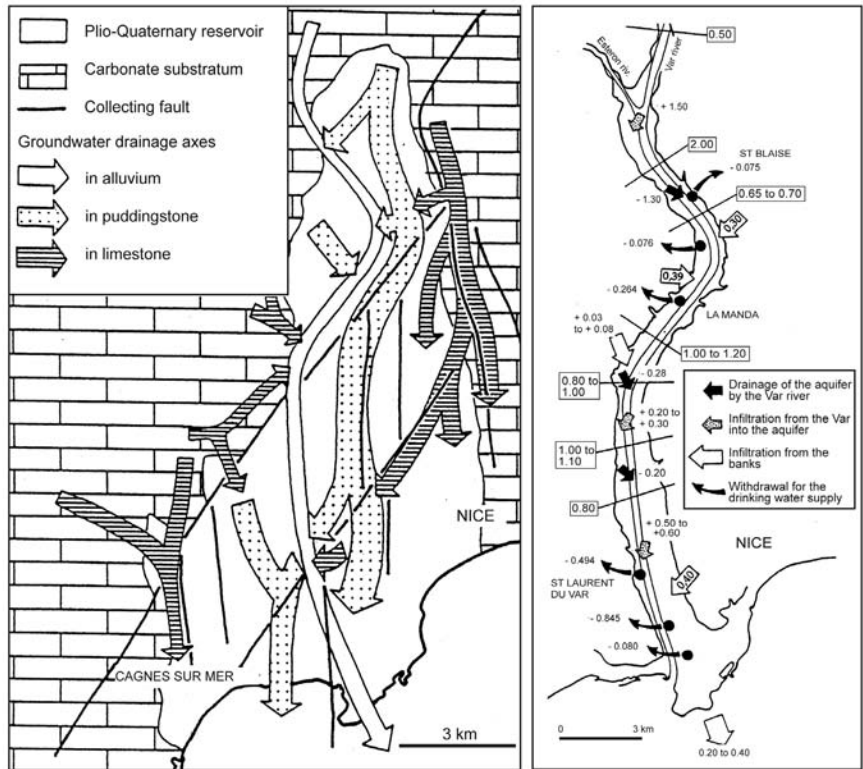 Plio-Quaternary reservoir
Carbonate substratum
Collecting fault
Groundwater drainage axes
in alluvium
in puddingstone
in limestone
NICE
CAGNES SUR MER
3 km
0.50
Esteron riv.
Var river
+ 1.50
2.00
ST BLAISE
- 0.075
- 1.30
0.65 to 0.70
0,30
- 0.076
0,39
- 0.264
LA MANDA
+ 0.03
to + 0.08
1.00 to 1.20
- 0.28
0.80 to
1.00
+ 0.20 to
+ 0.30
1.00 to
1.10
- 0.20
0.80
+ 0.50 to
+0.60
Drainage of the aquifer
by the Var river
Infiltration from the Var
into the aquifer
Infiltration from the
banks
Withdrawal for the
drinking water supply
NICE
- 0.494
ST LAURENT
DU VAR
0,40
- 0.845
- 0.080
0
3 km
0.20 to 0.40